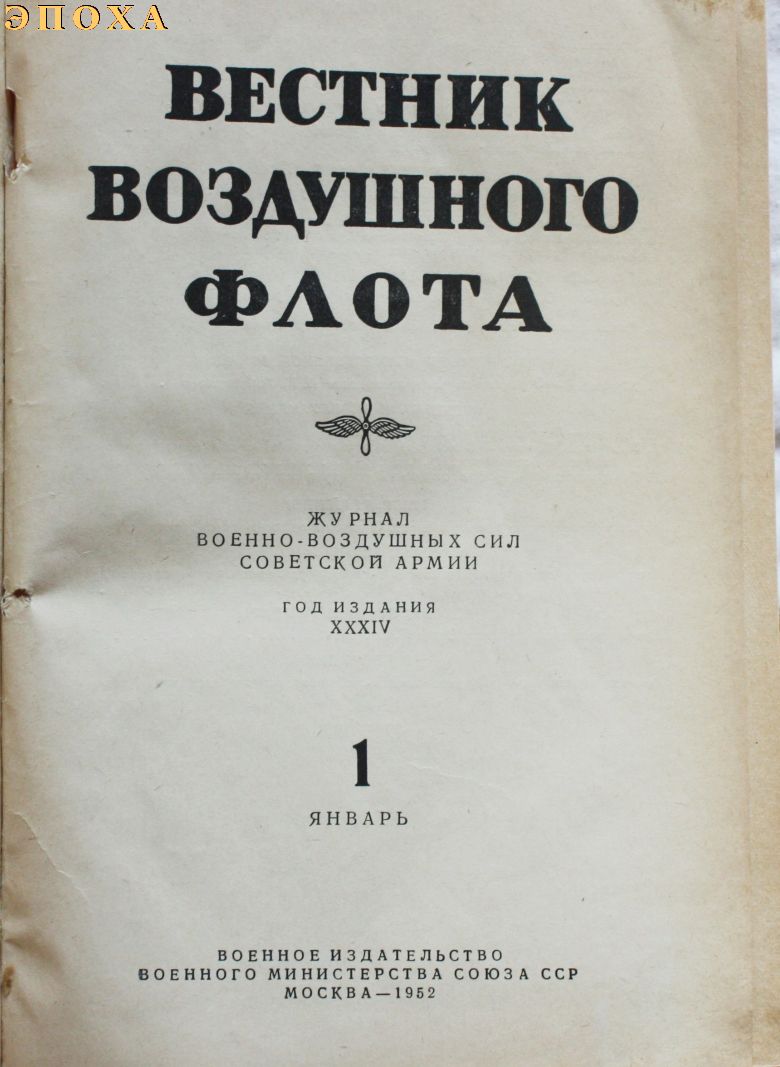 ЭПОХА
ВЕСТНИК
ВОЗДУШНОГО
ФЛОТА
ЖУРНАЛ
ВОЕННО-ВОЗДУШНЫХ СИЛ
СОВЕТСКОЙ АРМИИ
ГОД ИЗДАНИЯ
XXXIV
1
ЯНВАРЬ
ВОЕННОЕ ИЗДАТЕЛЬСТВО
ВОЕННОГО МИНИСТЕРСТВА СОЮЗА ССР
МОСКВА—1952